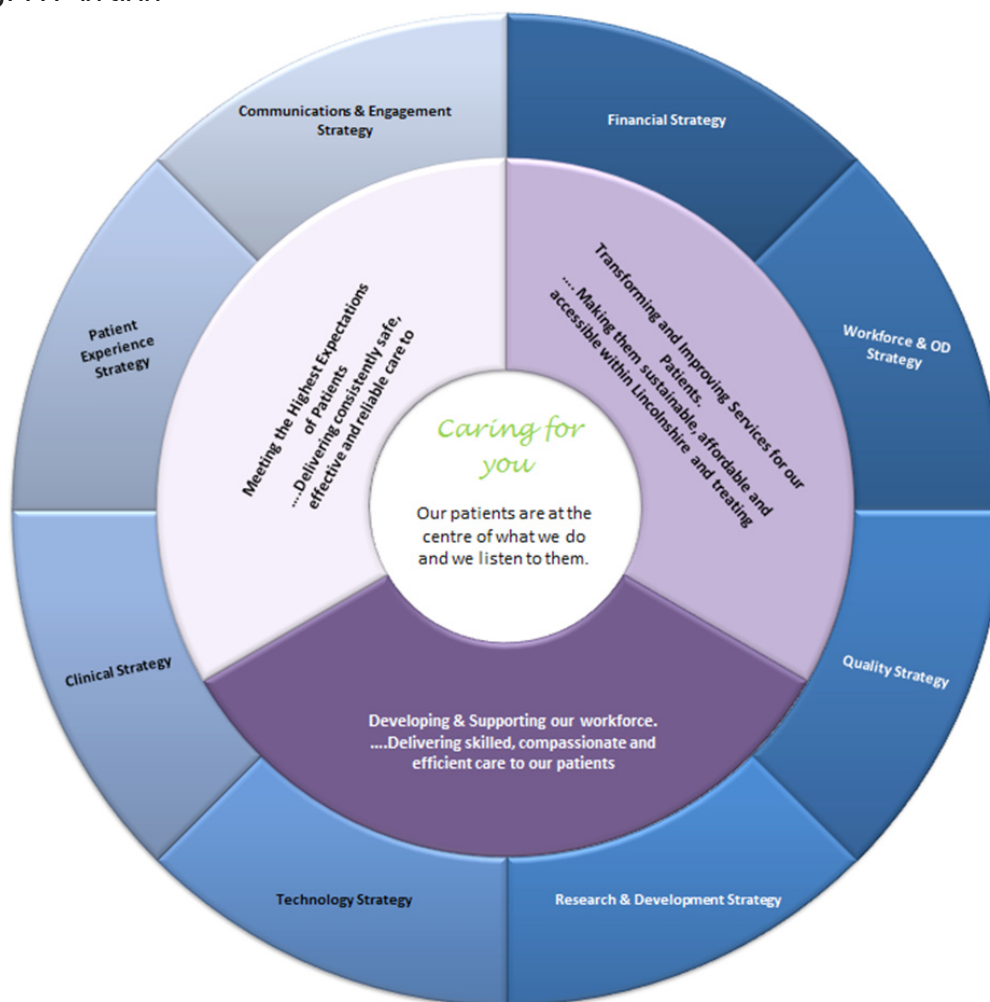 Communications & Engagement
Strategy
Financial Strategy
Workforce & OD
Strategy
Quality Strategy
Research & Development Strategy
Technology Strategy
Clinical Strategy
Patient
Experience
Strategy
Meeting the Highest Expectations
of Patients
....Delivering consistently safe,
effective and reliable care to
Transforming and Improving Services for our
Patients.
.... Making them sustainable, affordable and
accessible within Lincolnshire and treating
Developing & Supporting our workforce.
....Delivering skilled, compassionate and
efficient care to our patients
Caring for
you
Our patients are at the
centre of what we do
and we listen to them.